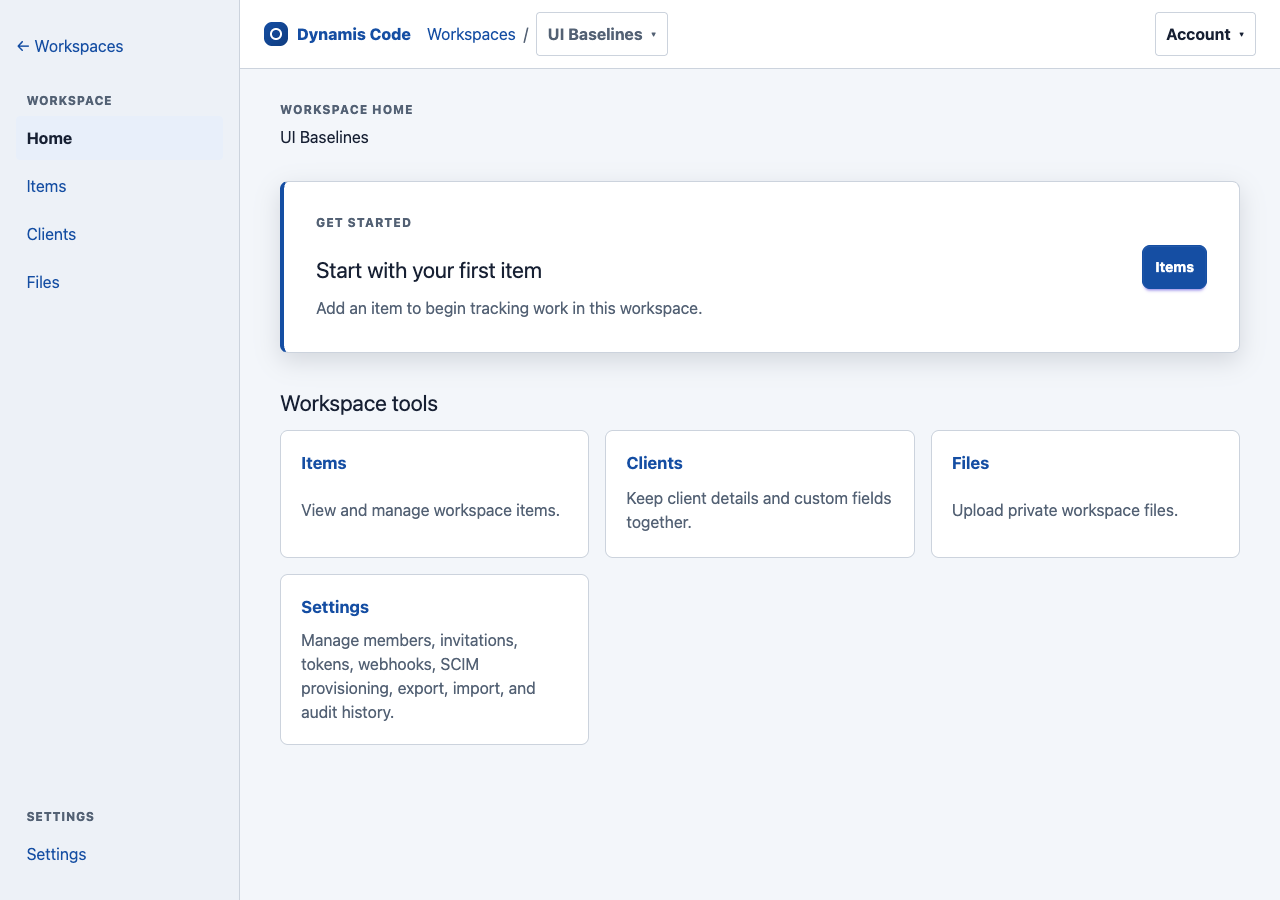 ← Workspaces
WORKSPACE
Home
Items
Clients
Files
SETTINGS
Settings
Dynamis Code Workspaces / UI Baselines ▾
Account ▾
WORKSPACE HOME
UI Baselines
GET STARTED
Start with your first item
Add an item to begin tracking work in this workspace.
Items
Workspace tools
Items
View and manage workspace items.
Clients
Keep client details and custom fields
together.
Files
Upload private workspace files.
Settings
Manage members, invitations,
tokens, webhooks, SCIM
provisioning, export, import, and
audit history.